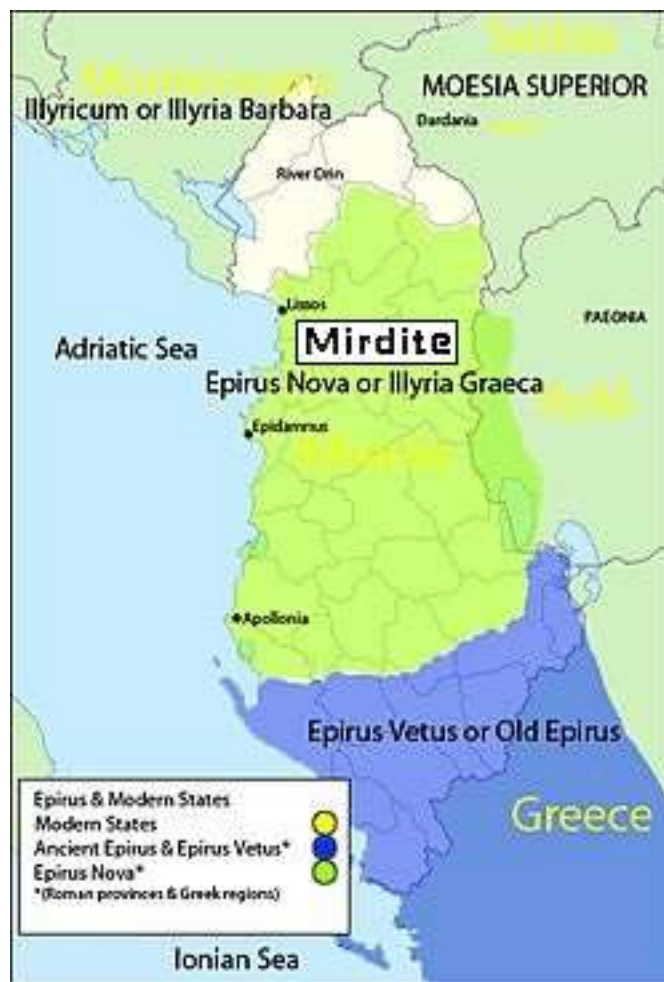 MOESIA SUPERIOR
Illyricum or Illyria Barbara
Dardania
River Drin
Lissos
PAEONIA
Mirdite
Adriatic Sea
Epirus Nova or Illyria Graeca
Epidamnus
Apollonia
Epirus Vetus or Old Epirus
Greece
Epirus & Modern States
Modern States
Ancient Epirus & Epirus Vetus*
Epirus Nova*
*(Roman provinces & Greek regions)
Ionian Sea